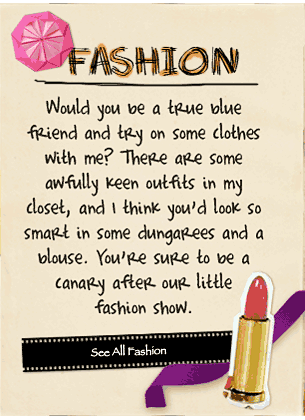 FASHION
Would you be a true blue
friend and try on some clothes
with me? There are some
awfully keen outfits in my
closet, and I think you'd look so
smart in some dungarees and a
blouse. You're sure to be a
canary after our little
fashion show.
See All Fashion